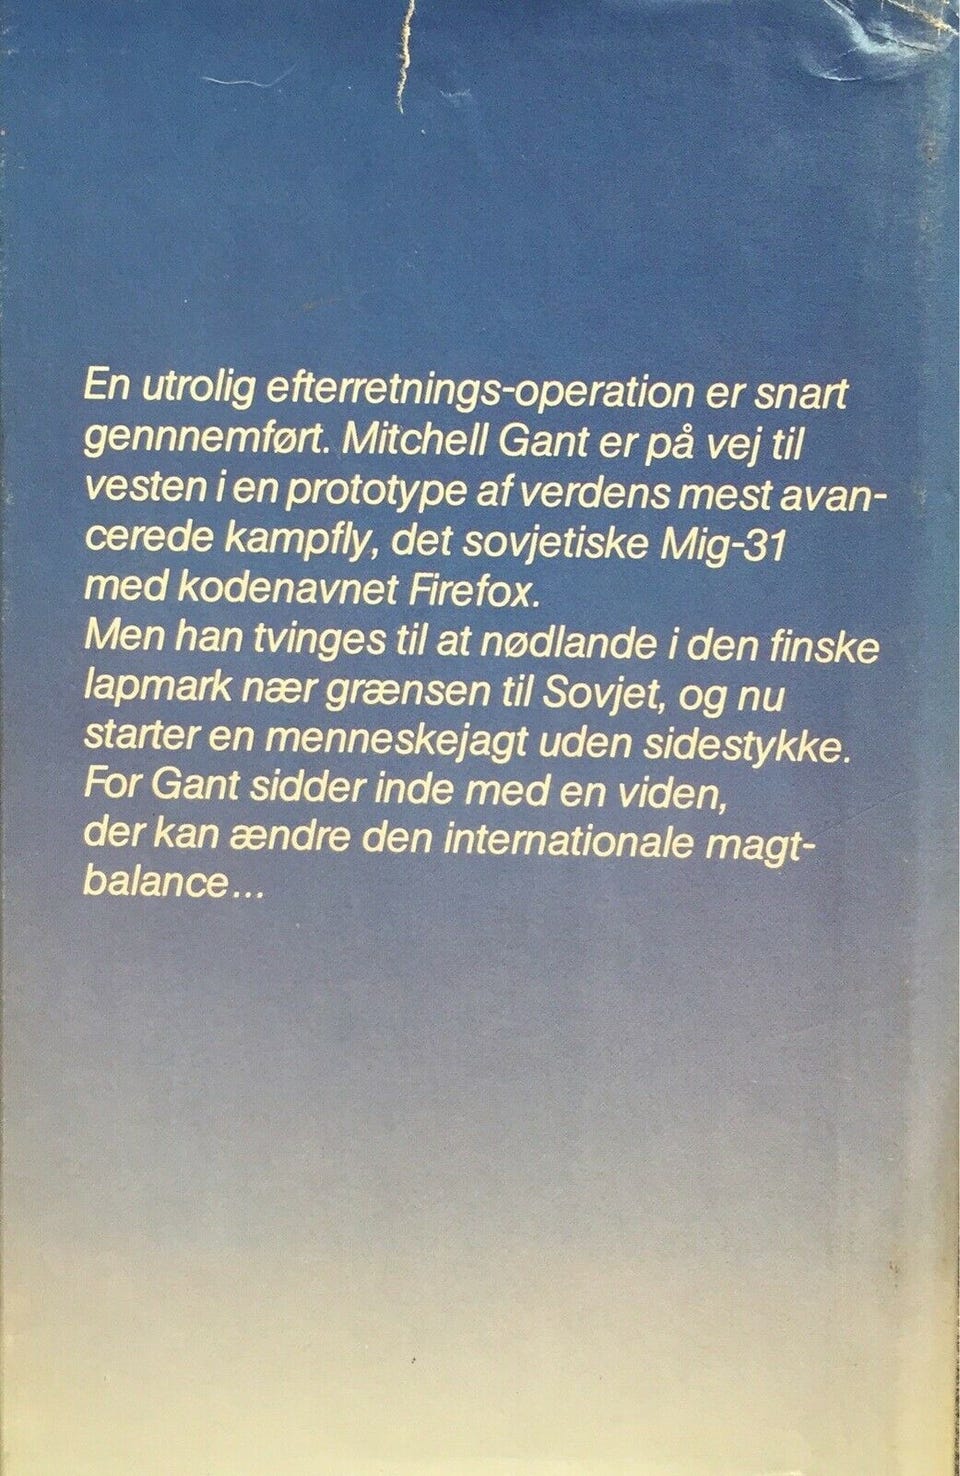 En utrolig efterretnings-operation er snart
gennnemført. Mitchell Gant er på vej til
vesten i en prototype af verdens mest avan-
cerede kampfly, det sovjetiske Mig-31
med kodenavnet Firefox.
Men han tvinges til at nødlande i den finske
lapmark nær grænsen til Sovjet, og nu
starter en menneskejagt uden sidestykke.
For Gant sidder inde med en viden,
der kan ændre den internationale magt-
balance...